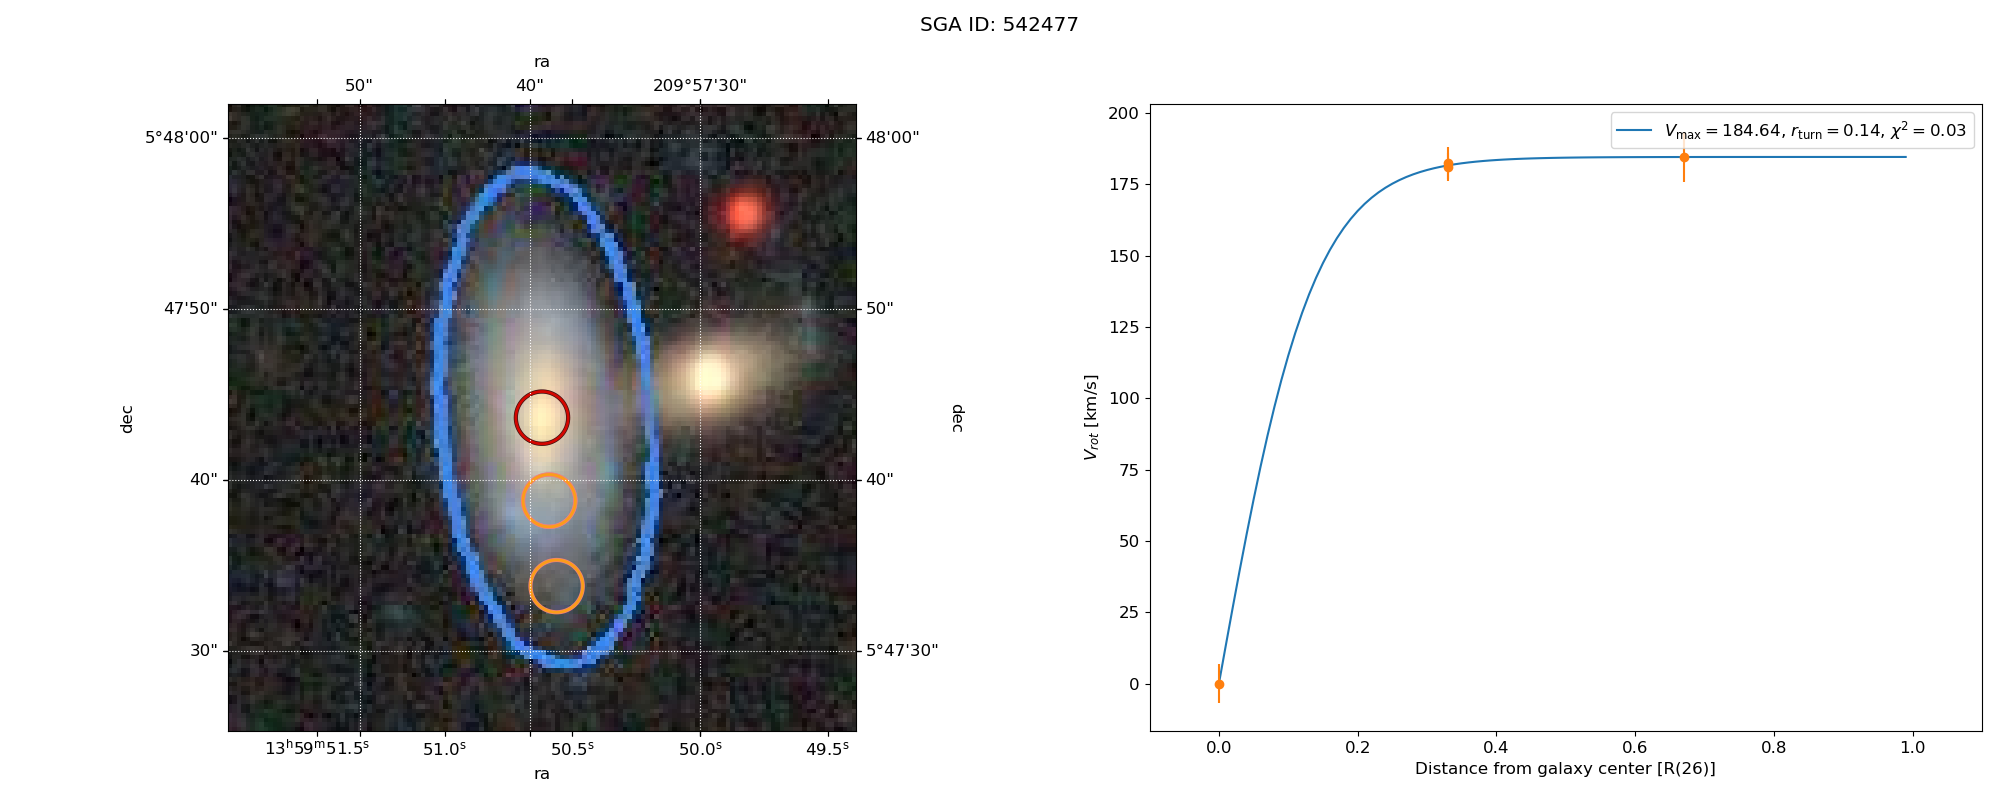 SGA ID: 542477
ra
50" 40" 209°57'30"
5°48'00" 48'00"
47'50" 50"
dec dec
40" 40"
30" 5°47'30"
13h59m51.5s 51.0s 50.5s 50.0s 49.5s
ra
200
175
150
125
100
75
50
25
0
Vrot [km/s]
Vmax = 184.64, rturn = 0.14, χ2 = 0.03
0.0 0.2 0.4 0.6 0.8 1.0
Distance from galaxy center [R(26)]